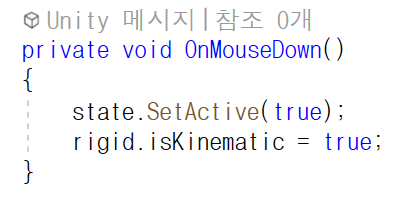 Unity 메시지|참조 0개
private void OnMouseDown()
{
    state.SetActive(true);
    rigid.isKinematic = true;
}